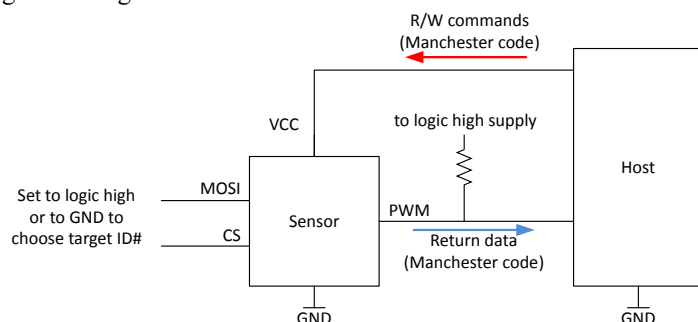 R/W commands
(Manchester code)
VCC
to logic high supply
Host
Set to logic high
or to GND to
choose target ID#
MOSI
CS
Sensor
PWM
Return data
(Manchester code)
GND
GND